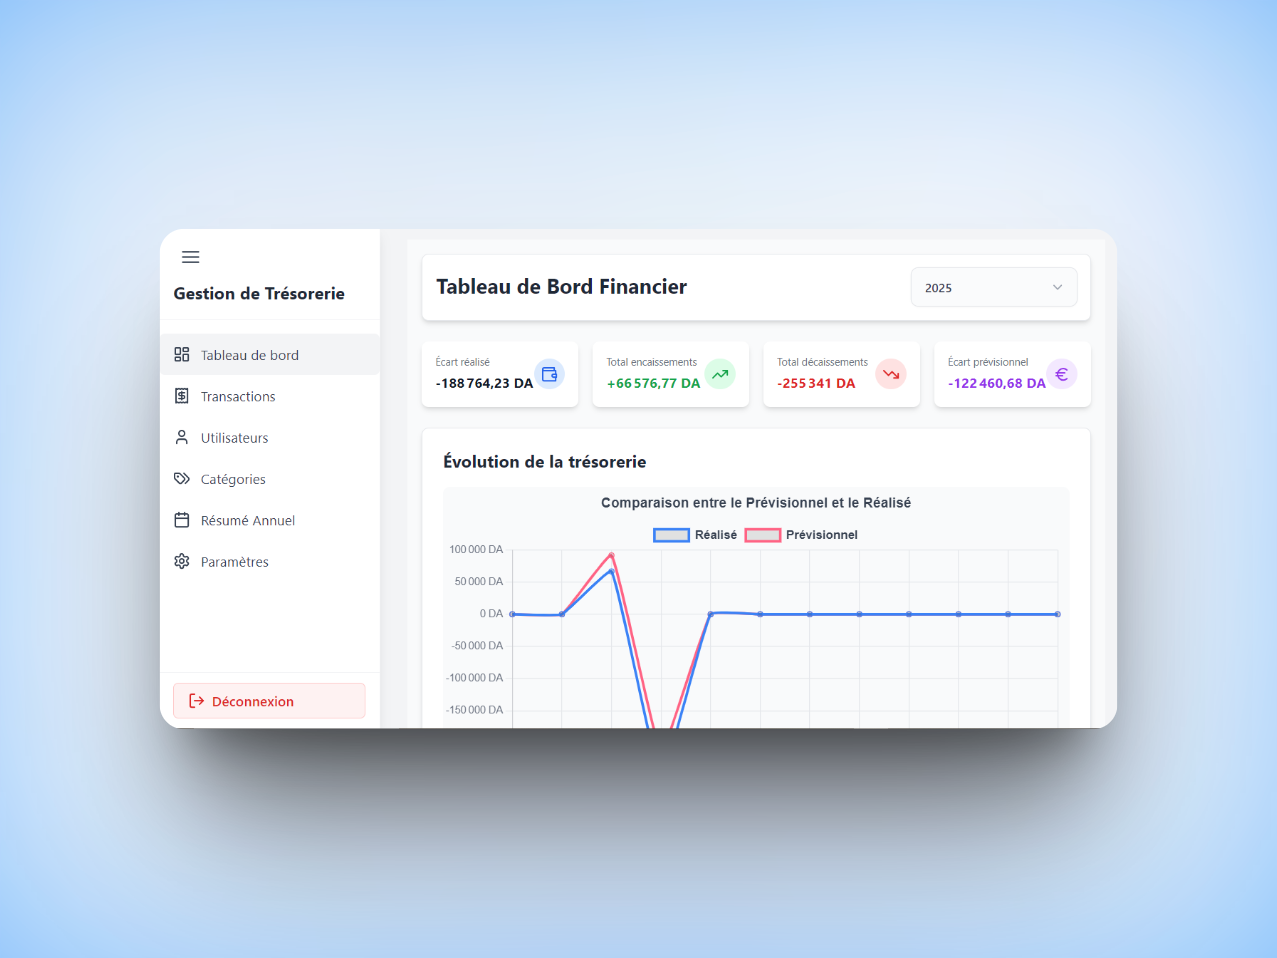 Gestion de Trésorerie
Tableau de bord
Transactions
Utilisateurs
Catégories
Résumé Annuel
Paramètres
Déconnexion
Tableau de Bord Financier
2025
Écart réalisé
-188 764,23 DA
Total encaissements
+66 576,77 DA
Total décaissements
-255 341 DA
Écart prévisionnel
-122 460,68 DA
Évolution de la trésorerie
Comparaison entre le Prévisionnel et le Réalisé
Réalisé Prévisionnel
100 000 DA
50 000 DA
0 DA
-50 000 DA
-100 000 DA
-150 000 DA